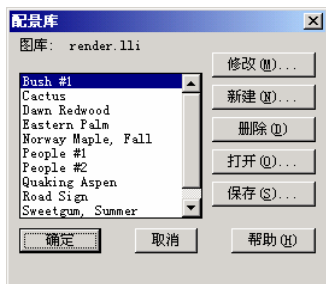 配景库
图库: render.lli
Bush #1
Cactus
Dawn Redwood
Eastern Palm
Norway Maple, Fall
People #1
People #2
Quaking Aspen
Road Sign
Sweetgum, Summer
修改(M)...
新建(N)...
删除(D)
打开(O)...
保存(S)...
确定
取消
帮助(H)